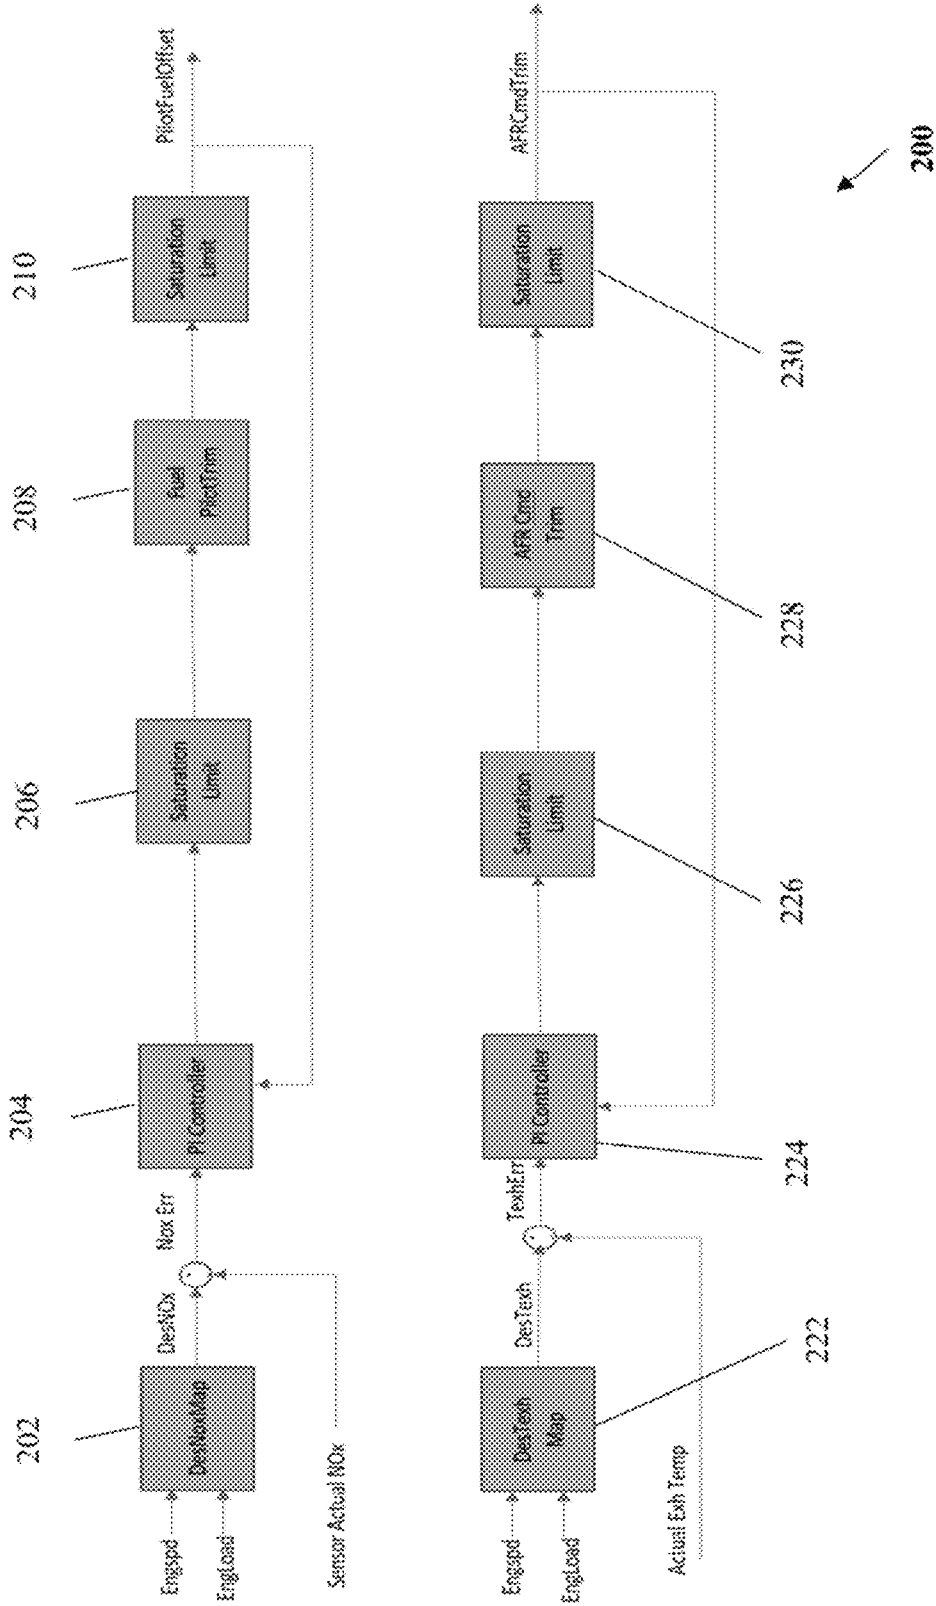 210
208
206
204
202
PilotFuelOffset
Saturation
Limit
Fuel
PilotTrim
Saturation
Limit
PI Controller
Nox Err
DesNOx
DesNoxMap
Engspd
EngLoad
Sensor Actual NOx
AFRCmdTrim
Saturation
Limit
AFR Cmd
Trim
Saturation
Limit
PI Controller
TexhErr
DesTexh
DesTexh
Map
Engspd
EngLoad
Actual Exh Temp
230
228
226
224
222
200